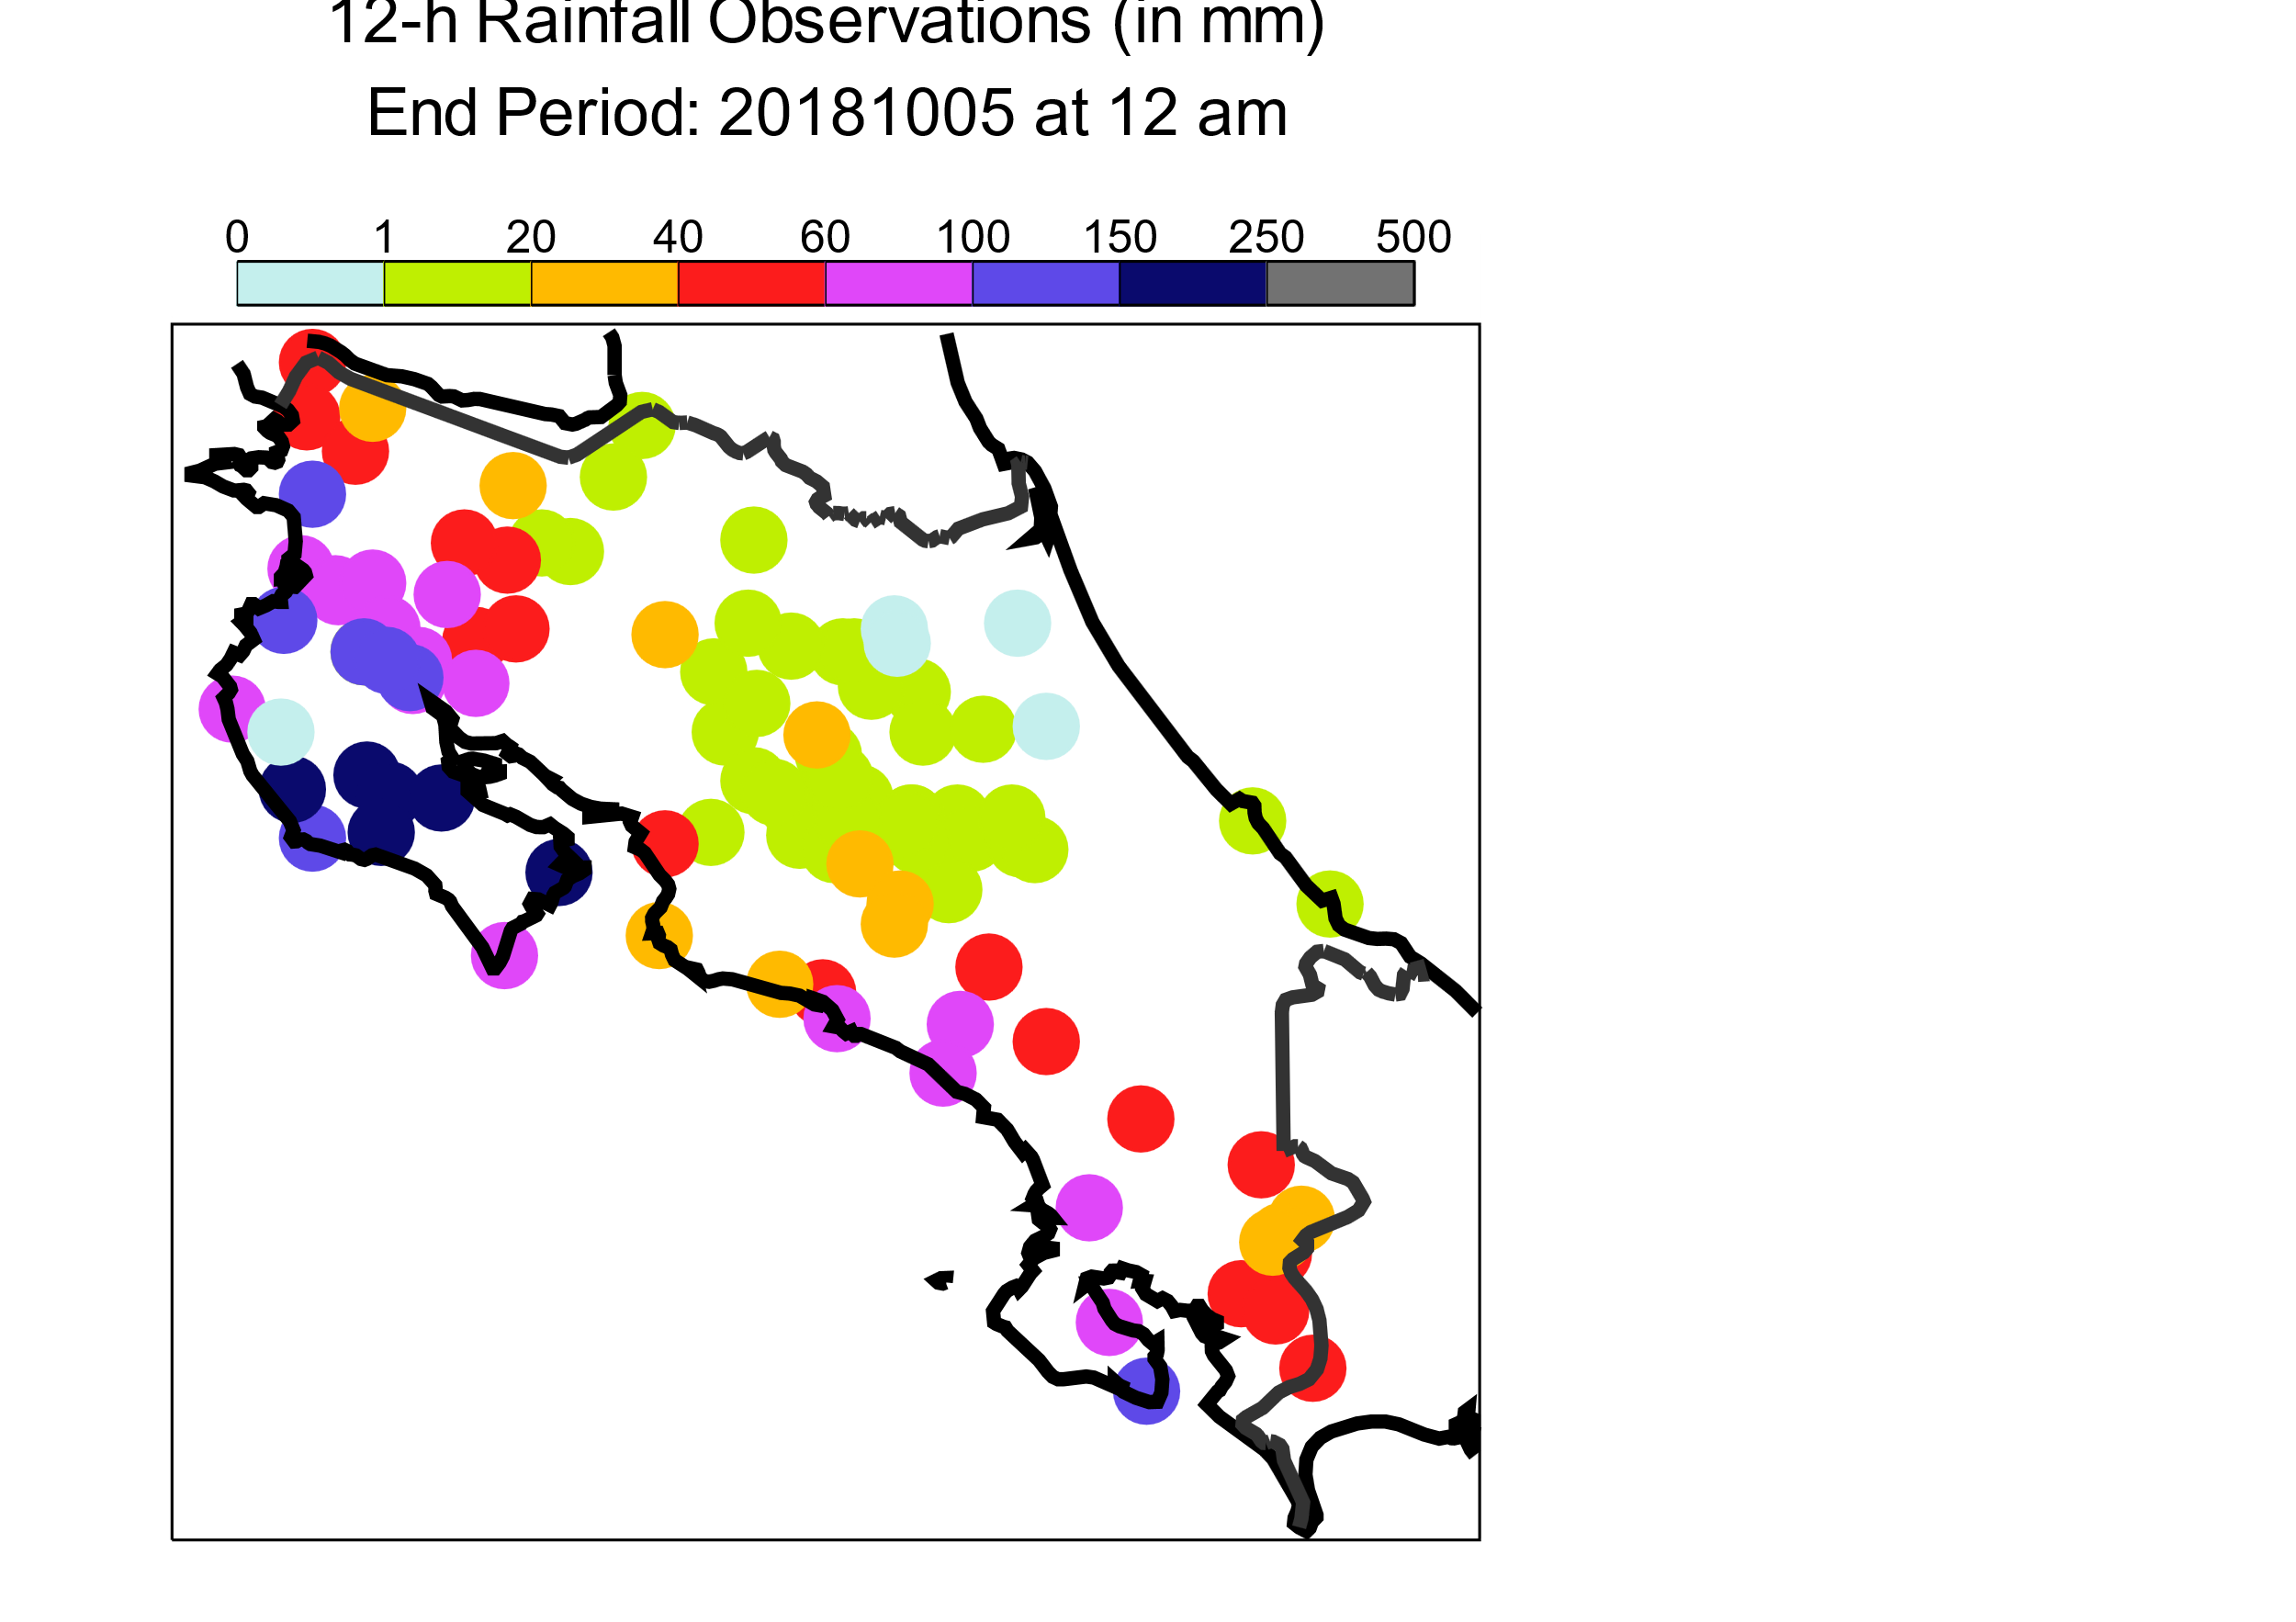 12-h Rainfall Observations (in mm)
End Period: 20181005 at 12 am
0 1 20 40 60 100 150 250 500